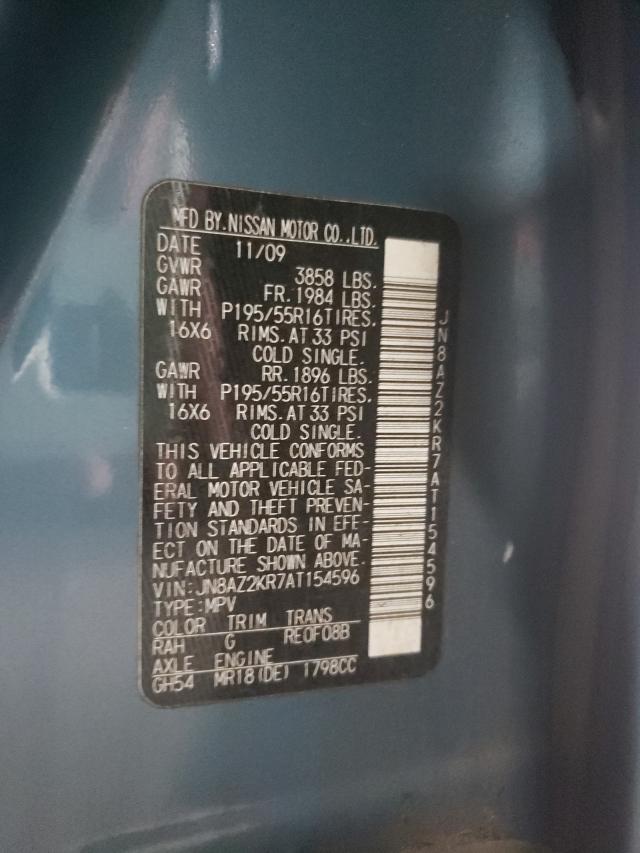 MFD BY.NISSAN MOTOR CO.,LTD.
DATE 11/09
GVWR 3858 LBS.
GAWR FR. 1984 LBS.
WITH P195/55R16TIRES,
16X6 RIMS.AT 33 PSI
COLD SINGLE.
GAWR RR. 1896 LBS.
WITH P195/55R16TIRES,
16X6 RIMS.AT 33 PSI
COLD SINGLE.
THIS VEHICLE CONFORMS
TO ALL APPLICABLE FED-
ERAL MOTOR VEHICLE SA-
FETY AND THEFT PREVEN-
TION STANDARDS IN EFF-
ECT ON THE DATE OF MA-
NUFACTURE SHOWN ABOVE.
VIN:JN8AZ2KR7AT154596
TYPE:MPV
COLOR TRIM TRANS
RAH G RE0F08B
AXLE ENGINE
GH54 MR18(DE) 1798CC
JN8AZ2KR7AT154596